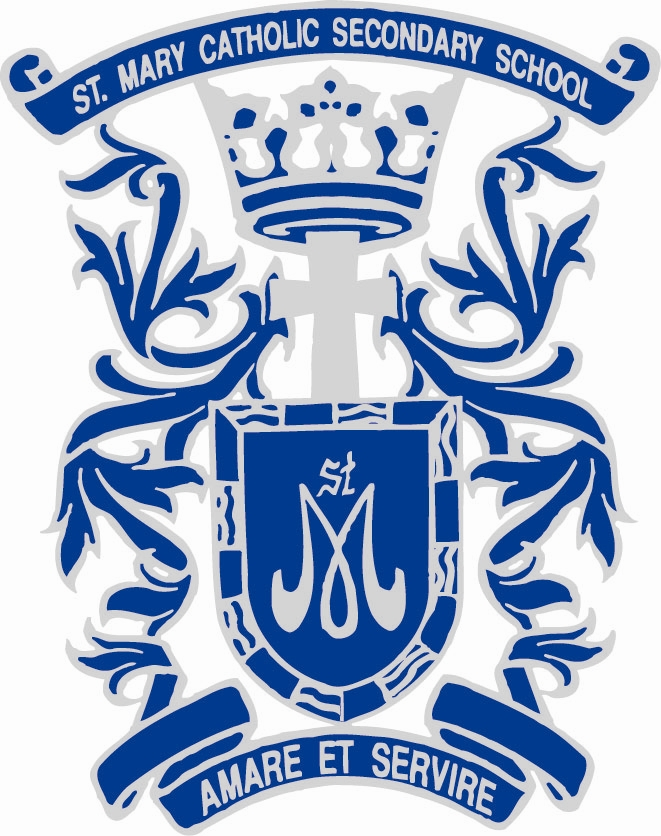 ST. MARY CATHOLIC SECONDARY SCHOOL
St
M
AMARE ET SERVIRE